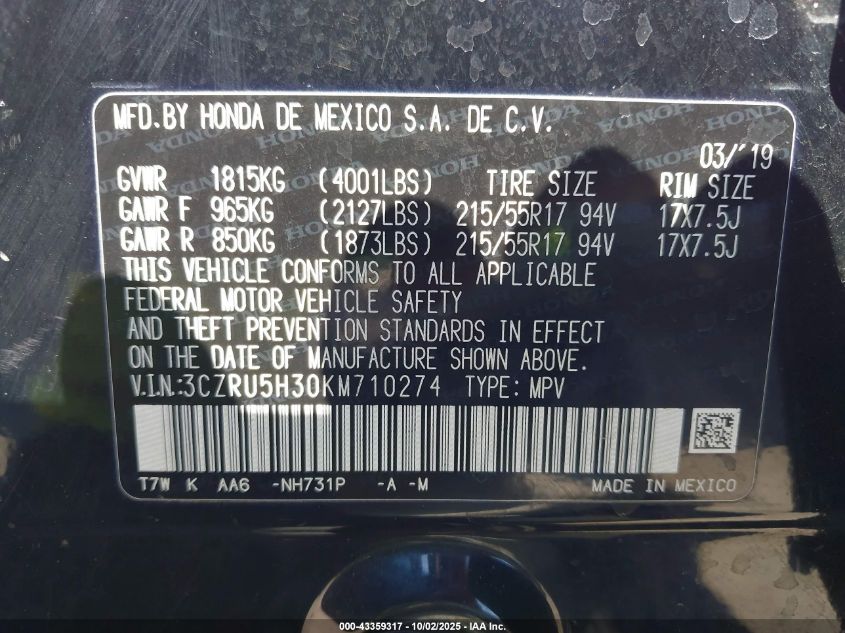 MFD. BY HONDA DE MEXICO S.A. DE C.V.
03/'19
GVWR 1815KG (4001LBS) TIRE SIZE RIM SIZE
GAWR F 965KG (2127LBS) 215/55R17 94V 17X7.5J
GAWR R 850KG (1873LBS) 215/55R17 94V 17X7.5J
THIS VEHICLE CONFORMS TO ALL APPLICABLE
FEDERAL MOTOR VEHICLE SAFETY
AND THEFT PREVENTION STANDARDS IN EFFECT
ON THE DATE OF MANUFACTURE SHOWN ABOVE.
V.I.N.:3CZRU5H30KM710274 TYPE: MPV
T7W K AA6 -NH731P -A -M MADE IN MEXICO
000-43359317 - 10/02/2025 - IAA Inc.